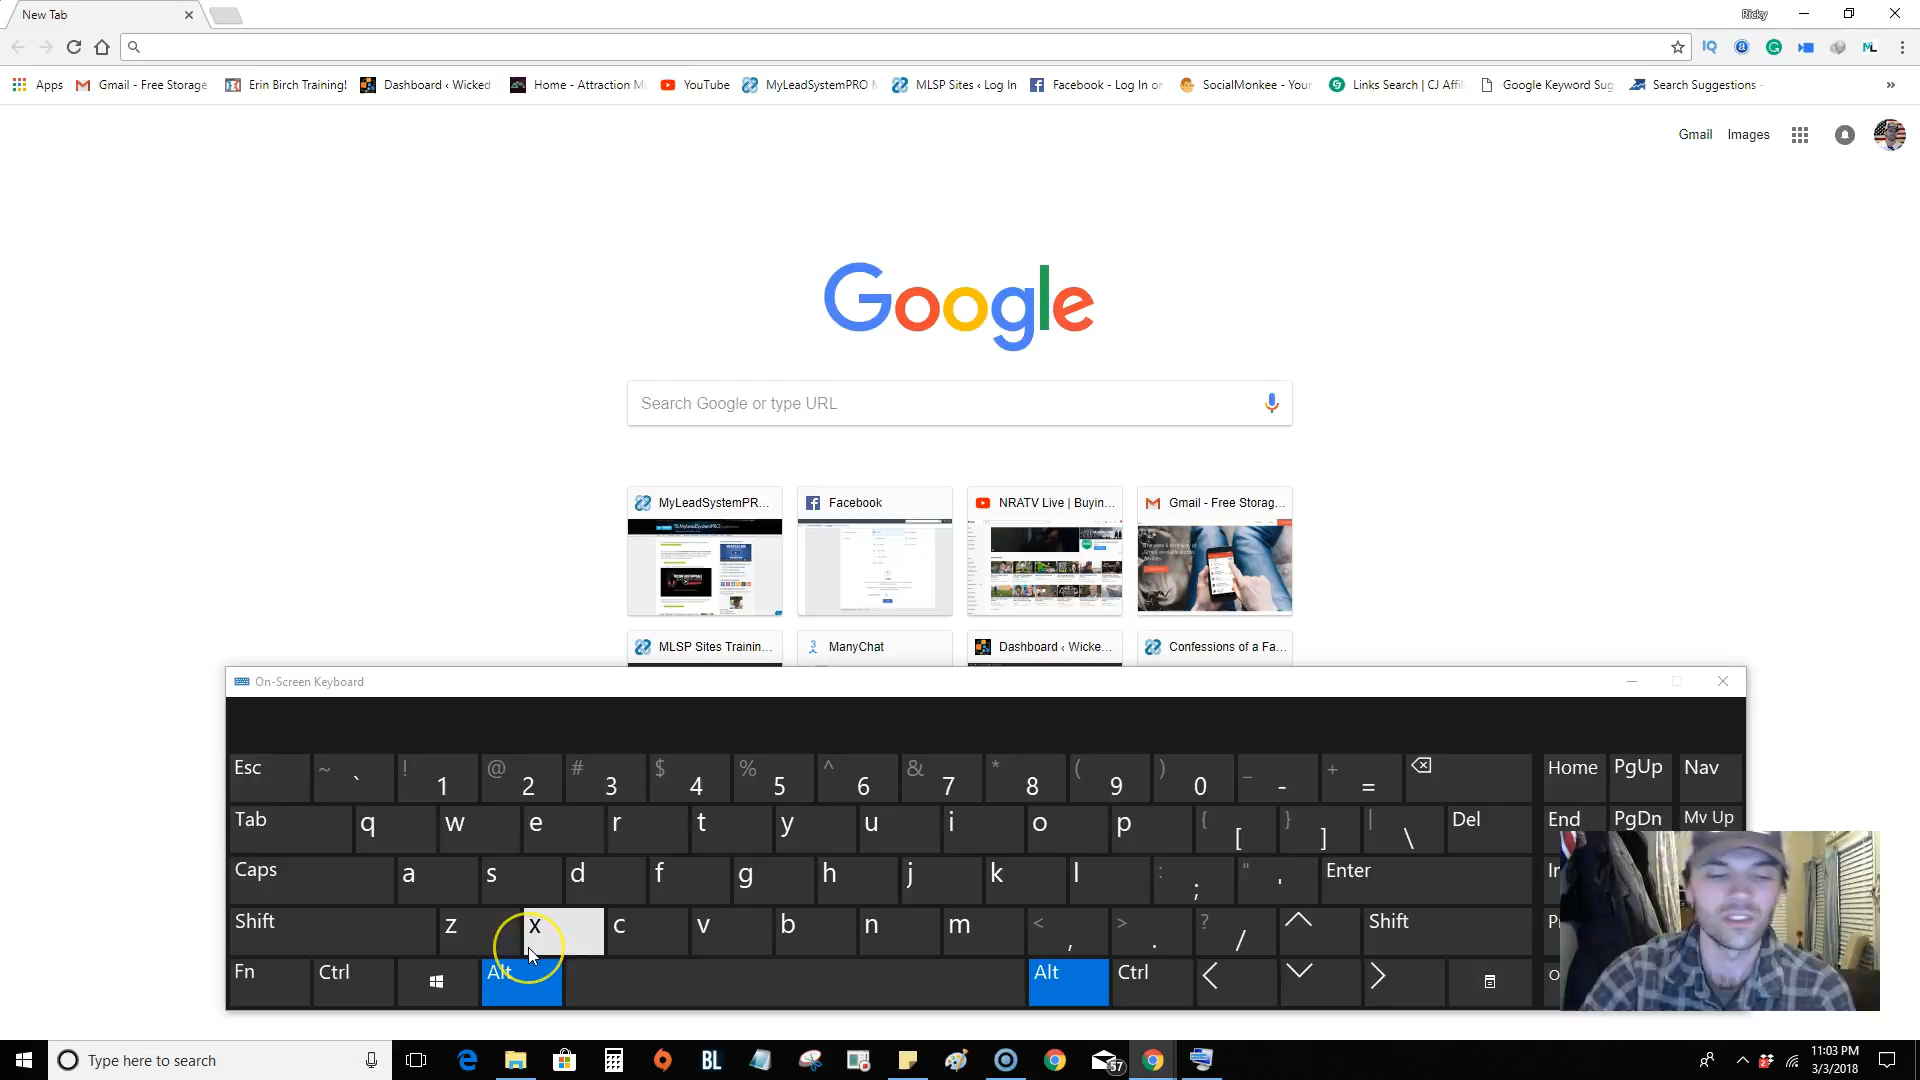 New Tab
Ricky
Apps Gmail - Free Storage Erin Birch Training! Dashboard ‹ Wicked Home - Attraction M YouTube MyLeadSystemPRO MLSP Sites ‹ Log In Facebook - Log In or SocialMonkee - Your Links Search | CJ Affil Google Keyword Sug Search Suggestions - »
Gmail Images
Google
Search Google or type URL
MyLeadSystemPR... Facebook NRATV Live | Buyin... Gmail - Free Storag...
MLSP Sites Trainin... ManyChat Dashboard ‹ Wicke... Confessions of a Fa...
On-Screen Keyboard
Esc ~ ` ! 1 @ 2 # 3 $ 4 % 5 ^ 6 & 7 * 8 ( 9 ) 0 _ - + = Home PgUp Nav
Tab q w e r t y u i o p { [ } ] | \ Del End PgDn Mv Up
Caps a s d f g h j k l : ; " ' Enter
Shift z x c v b n m < , > . ? / Shift
Fn Ctrl Alt Alt Ctrl
Type here to search
BL
57
11:03 PM
3/3/2018